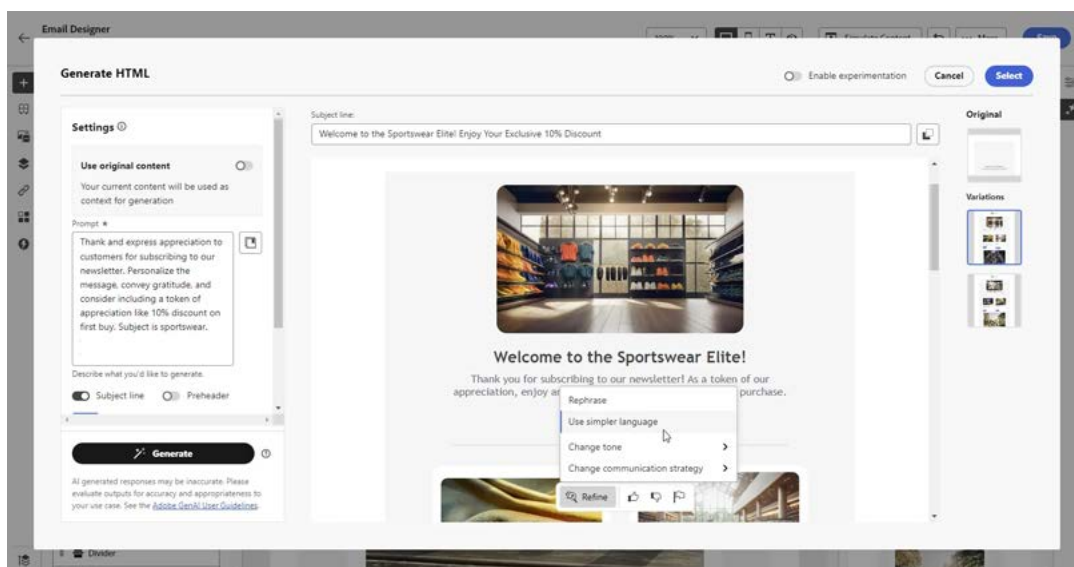 Email Designer
100%
Simulate Content
More
Save
Generate HTML
Enable experimentation
Cancel
Select
Settings
Use original content
Your current content will be used as
context for generation
Prompt *
Thank and express appreciation to
customers for subscribing to our
newsletter. Personalize the
message, convey gratitude, and
consider including a token of
appreciation like 10% discount on
first buy. Subject is sportswear.
Describe what you'd like to generate.
Subject line
Preheader
Generate
AI generated responses may be inaccurate. Please
evaluate outputs for accuracy and appropriateness to
your use case. See the Adobe GenAI User Guidelines.
Subject line:
Welcome to the Sportswear Elite! Enjoy Your Exclusive 10% Discount
Welcome to the Sportswear Elite!
Thank you for subscribing to our newsletter! As a token of our
appreciation, enjoy
purchase.
Rephrase
Use simpler language
Change tone
Change communication strategy
Refine
Original
Variations
Divider